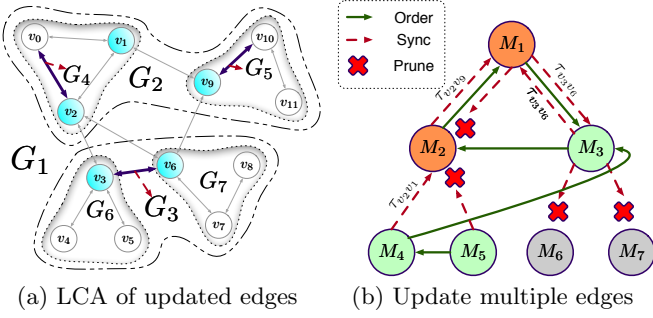 v0
v1
v10
G4
G2
v9
G5
v2
v11
G1
v3
v6
v8
G7
G6
G3
v4
v5
v7
(a) LCA of updated edges
Order
Sync
Prune
M1
τv2v9
τv3v6
τv3v6
M2
M3
τv2v1
M4
M5
M6
M7
(b) Update multiple edges